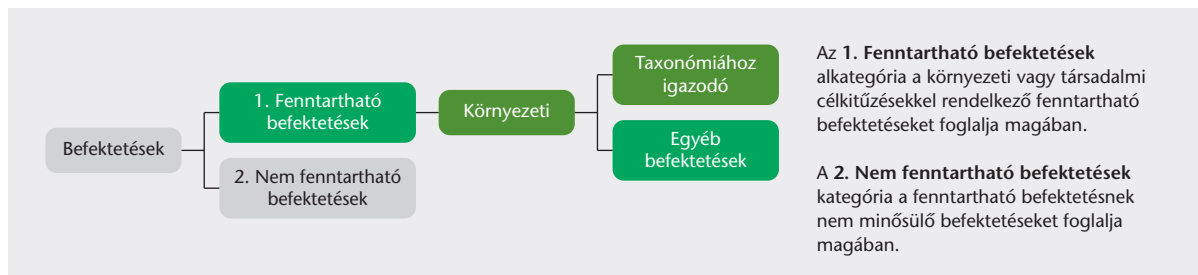 Befektetések
1. Fenntartható
befektetések
2. Nem fenntartható
befektetések
Környezeti
Taxonómiához
igazodó
Egyéb
befektetések
Az 1. Fenntartható befektetések
alkategória a környezeti vagy társadalmi
célkitűzésekkel rendelkező fenntartható
befektetéseket foglalja magában.
A 2. Nem fenntartható befektetések
kategória a fenntartható befektetésnek
nem minősülő befektetéseket foglalja
magában.